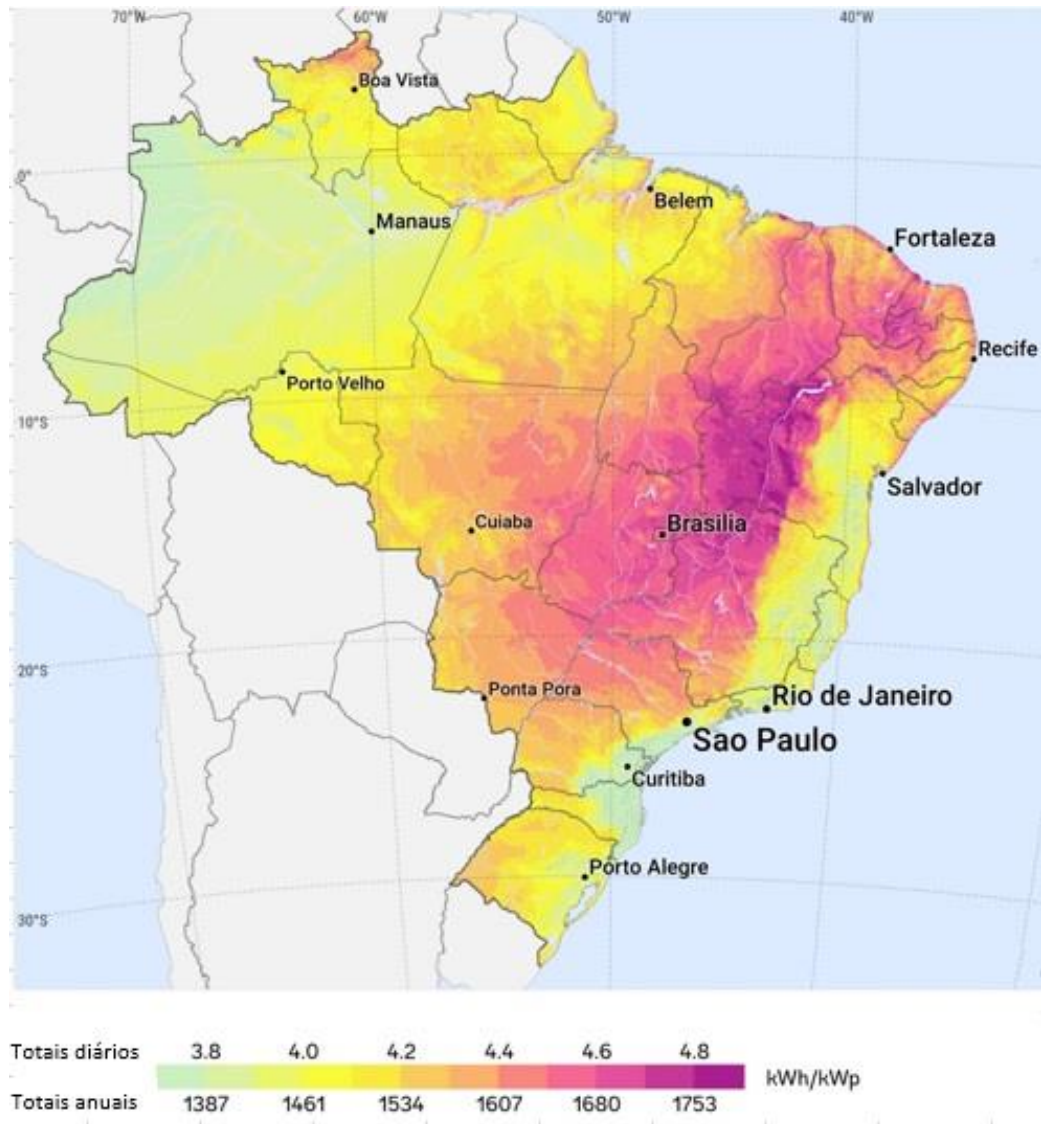 70°W 60°W 50°W 40°W
Boa Vista
0°
Belem
Manaus
Fortaleza
Recife
Porto Velho
10°S
Salvador
Cuiaba
Brasilia
20°S
Ponta Pora
Rio de Janeiro
Sao Paulo
Curitiba
Porto Alegre
30°S
Totais diários 3.8 4.0 4.2 4.4 4.6 4.8
kWh/kWp
Totais anuais 1387 1461 1534 1607 1680 1753